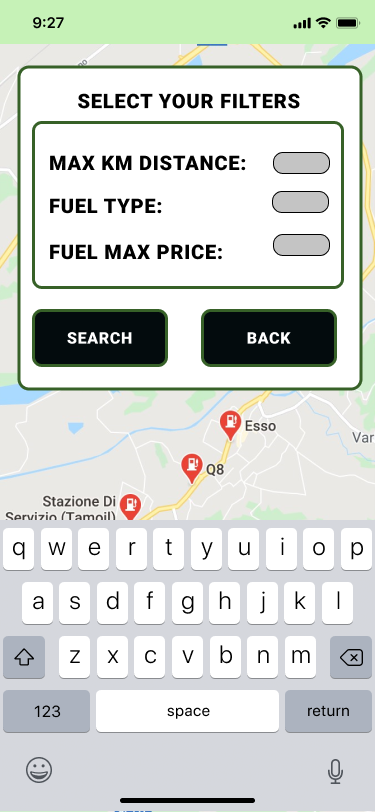 9:27
SELECT YOUR FILTERS
MAX KM DISTANCE:
FUEL TYPE:
FUEL MAX PRICE:
SEARCH BACK
Esso
Var
Q8
Stazione Di
Servizio (Tamoil)
q w e r t y u i o p
a s d f g h j k l
z x c v b n m
123 space return